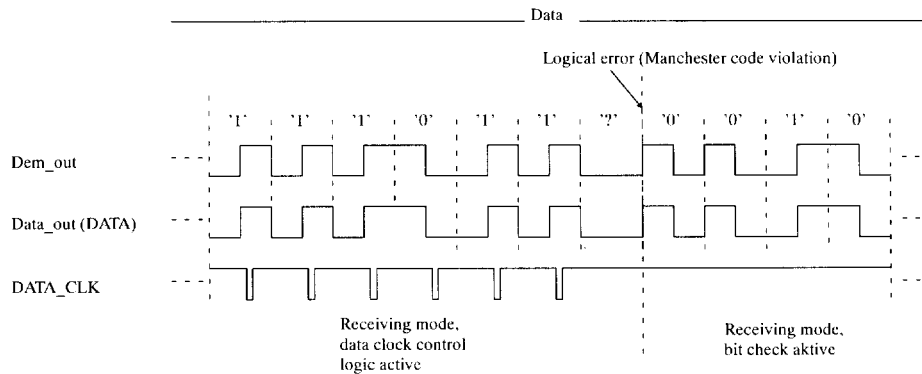 Data
Logical error (Manchester code violation)
'1' '1' '1' '0' '1' '1' '?' '0' '0' '1' '0'
Dem_out
Data_out (DATA)
DATA_CLK
Receiving mode,
data clock control
logic active
Receiving mode,
bit check aktive